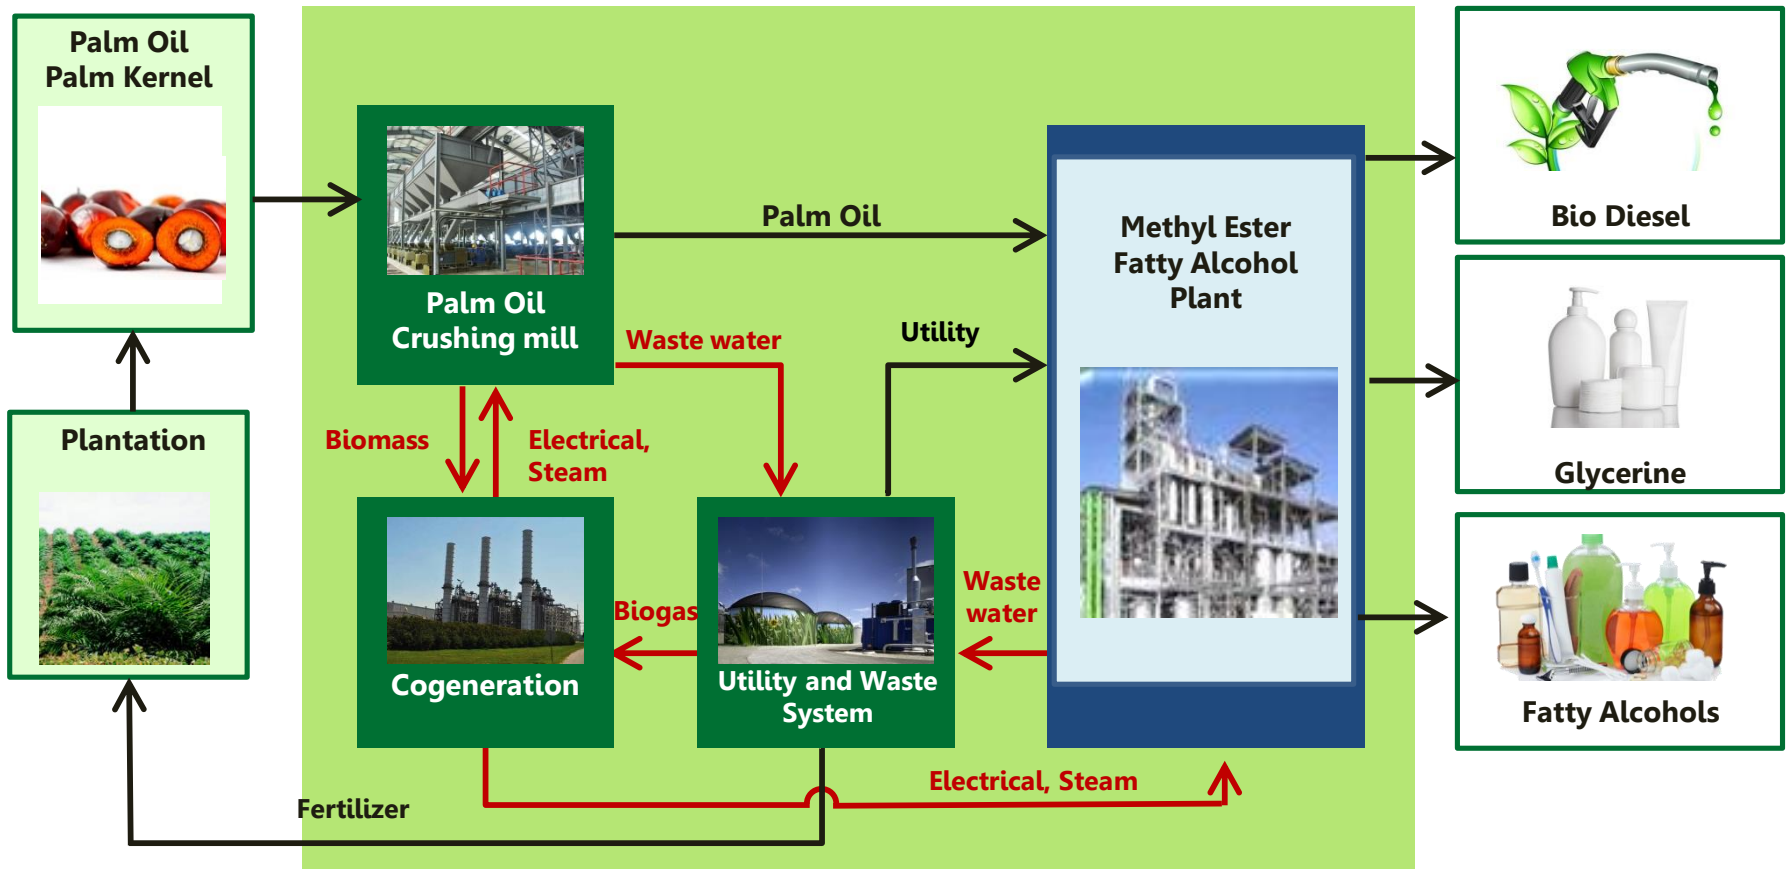 Palm Oil
Palm Kernel
Plantation
Fertilizer
Palm Oil
Crushing mill
Biomass
Electrical,
Steam
Cogeneration
Waste water
Palm Oil
Utility
Biogas
Utility and Waste
System
Waste
water
Electrical, Steam
Methyl Ester
Fatty Alcohol
Plant
Bio Diesel
Glycerine
Fatty Alcohols